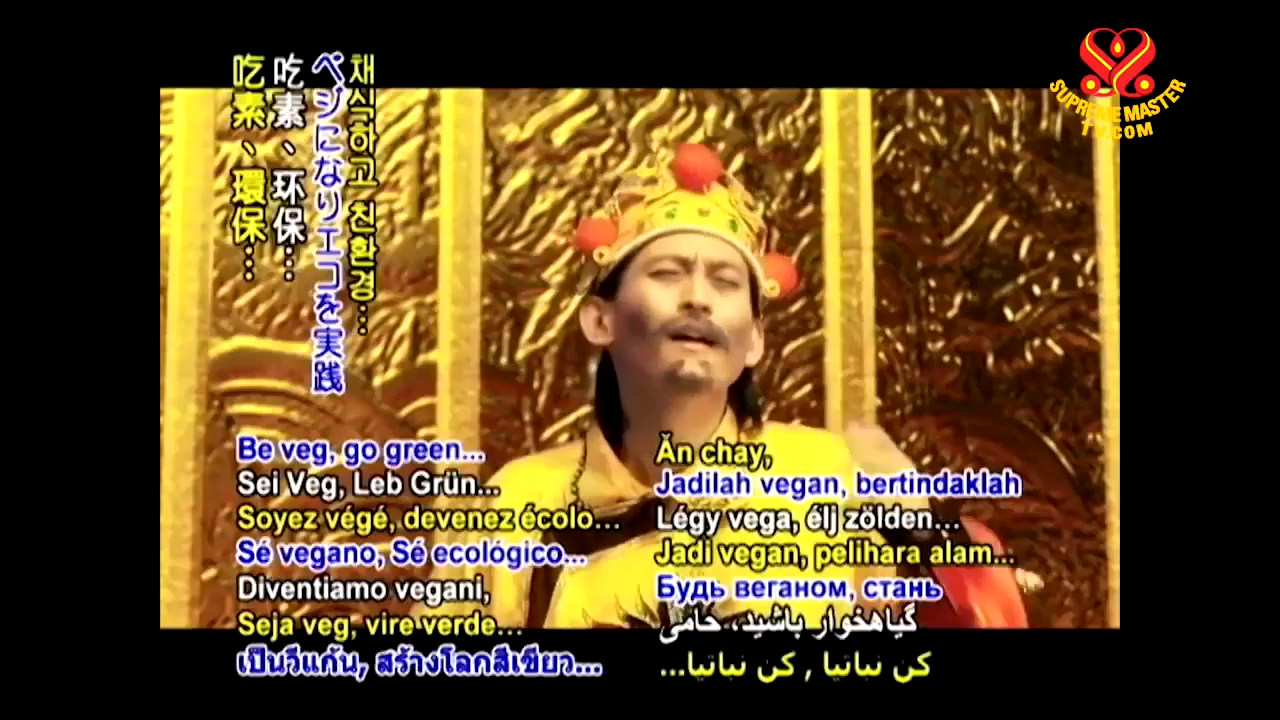 채식하고 친환경…
ベジになりエコを実践
吃素、环保…
吃素、環保…
SUPREME MASTER
TV.COM
Be veg, go green...
Sei Veg, Leb Grün...
Soyez végé, devenez écolo...
Sé vegano, Sé ecológico...
Diventiamo vegani,
Seja veg, vire verde...
เป็นวีแก้น, สร้างโลกสีเขียว...
Ăn chay,
Jadilah vegan, bertindaklah
Légy vega, élj zölden...
Jadi vegan, pelihara alam...
Будь веганом, стань
گیاهخوار باشید، حامی
كن نباتيا , كن نباتيا...